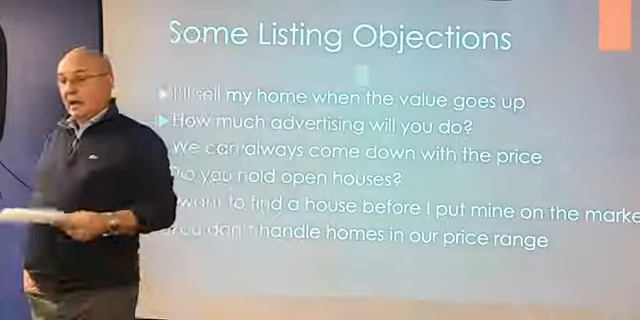 Some Listing Objections
I'll sell my home when the value goes up
How much advertising will you do?
We can always come down with the price
Do you hold open houses?
want to find a house before I put mine on the marke
You don't handle homes in our price range